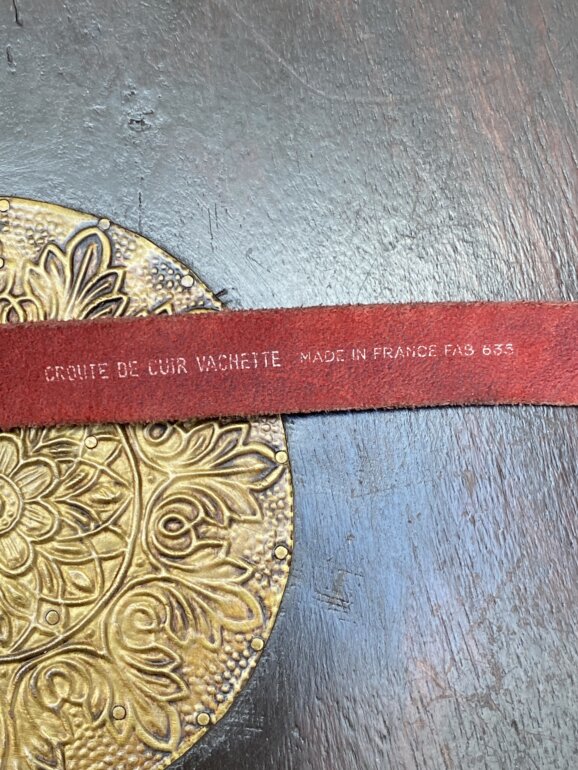 CROUTE DE CUIR VACHETTE MADE IN FRANCE FAB 635